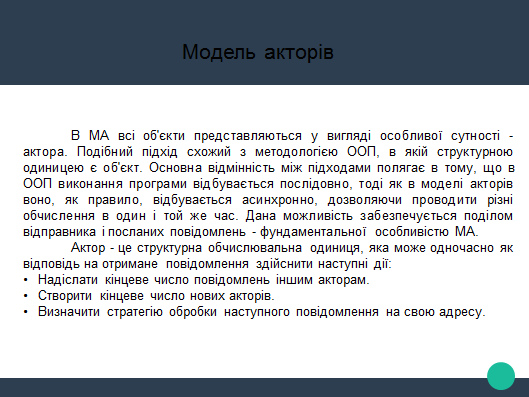 Модель акторів
В МА всі об'єкти представляються у вигляді особливої сутності -
актора. Подібний підхід схожий з методологією ООП, в якій структурною
одиницею є об'єкт. Основна відмінність між підходами полягає в тому, що в
ООП виконання програми відбувається послідовно, тоді як в моделі акторів
воно, як правило, відбувається асинхронно, дозволяючи проводити різні
обчислення в один і той же час. Дана можливість забезпечується поділом
відправника і посланих повідомлень - фундаментальної особливістю МА.
Актор - це структурна обчислювальна одиниця, яка може одночасно як
відповідь на отримане повідомлення здійснити наступні дії:
• Надіслати кінцеве число повідомлень іншим акторам.
• Створити кінцеве число нових акторів.
• Визначити стратегію обробки наступного повідомлення на свою адресу.